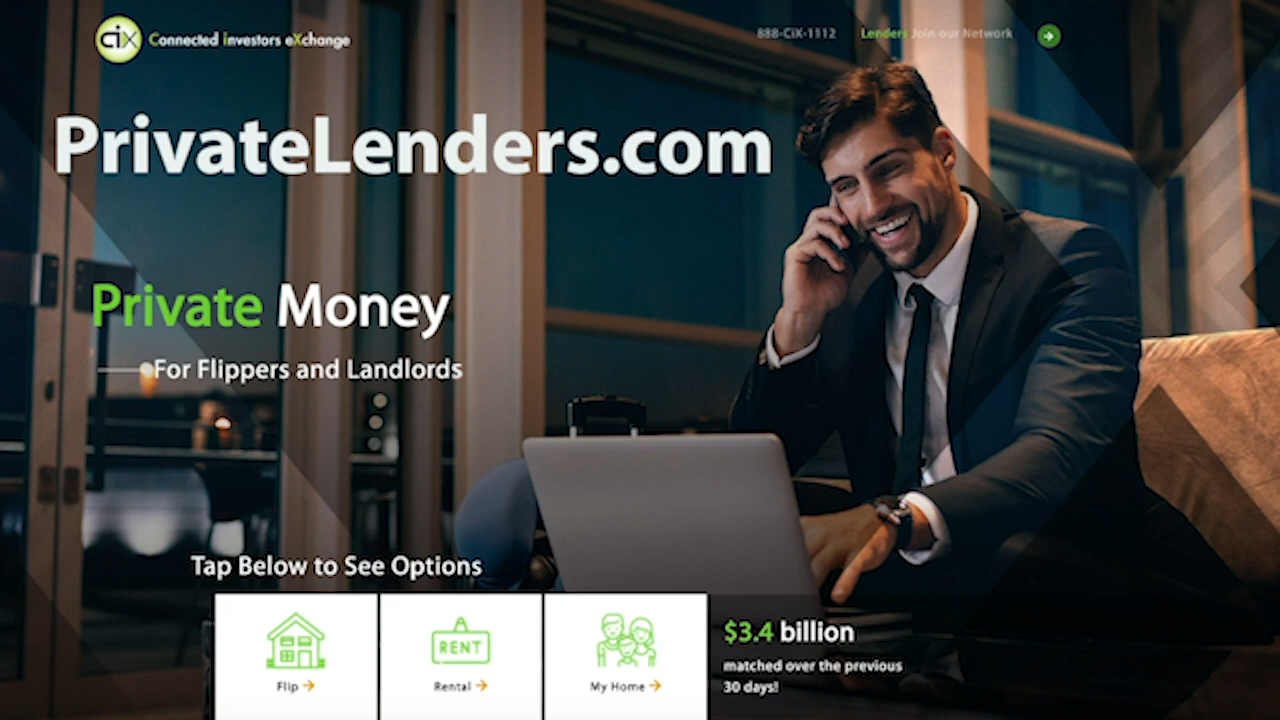 CiX Connected investors eXchange
888-CiX-1112
Lenders Join our Network
PrivateLenders.com
Private Money
For Flippers and Landlords
Tap Below to See Options
RENT
Flip
Rental
My Home
$3.4 billion
matched over the previous
30 days!